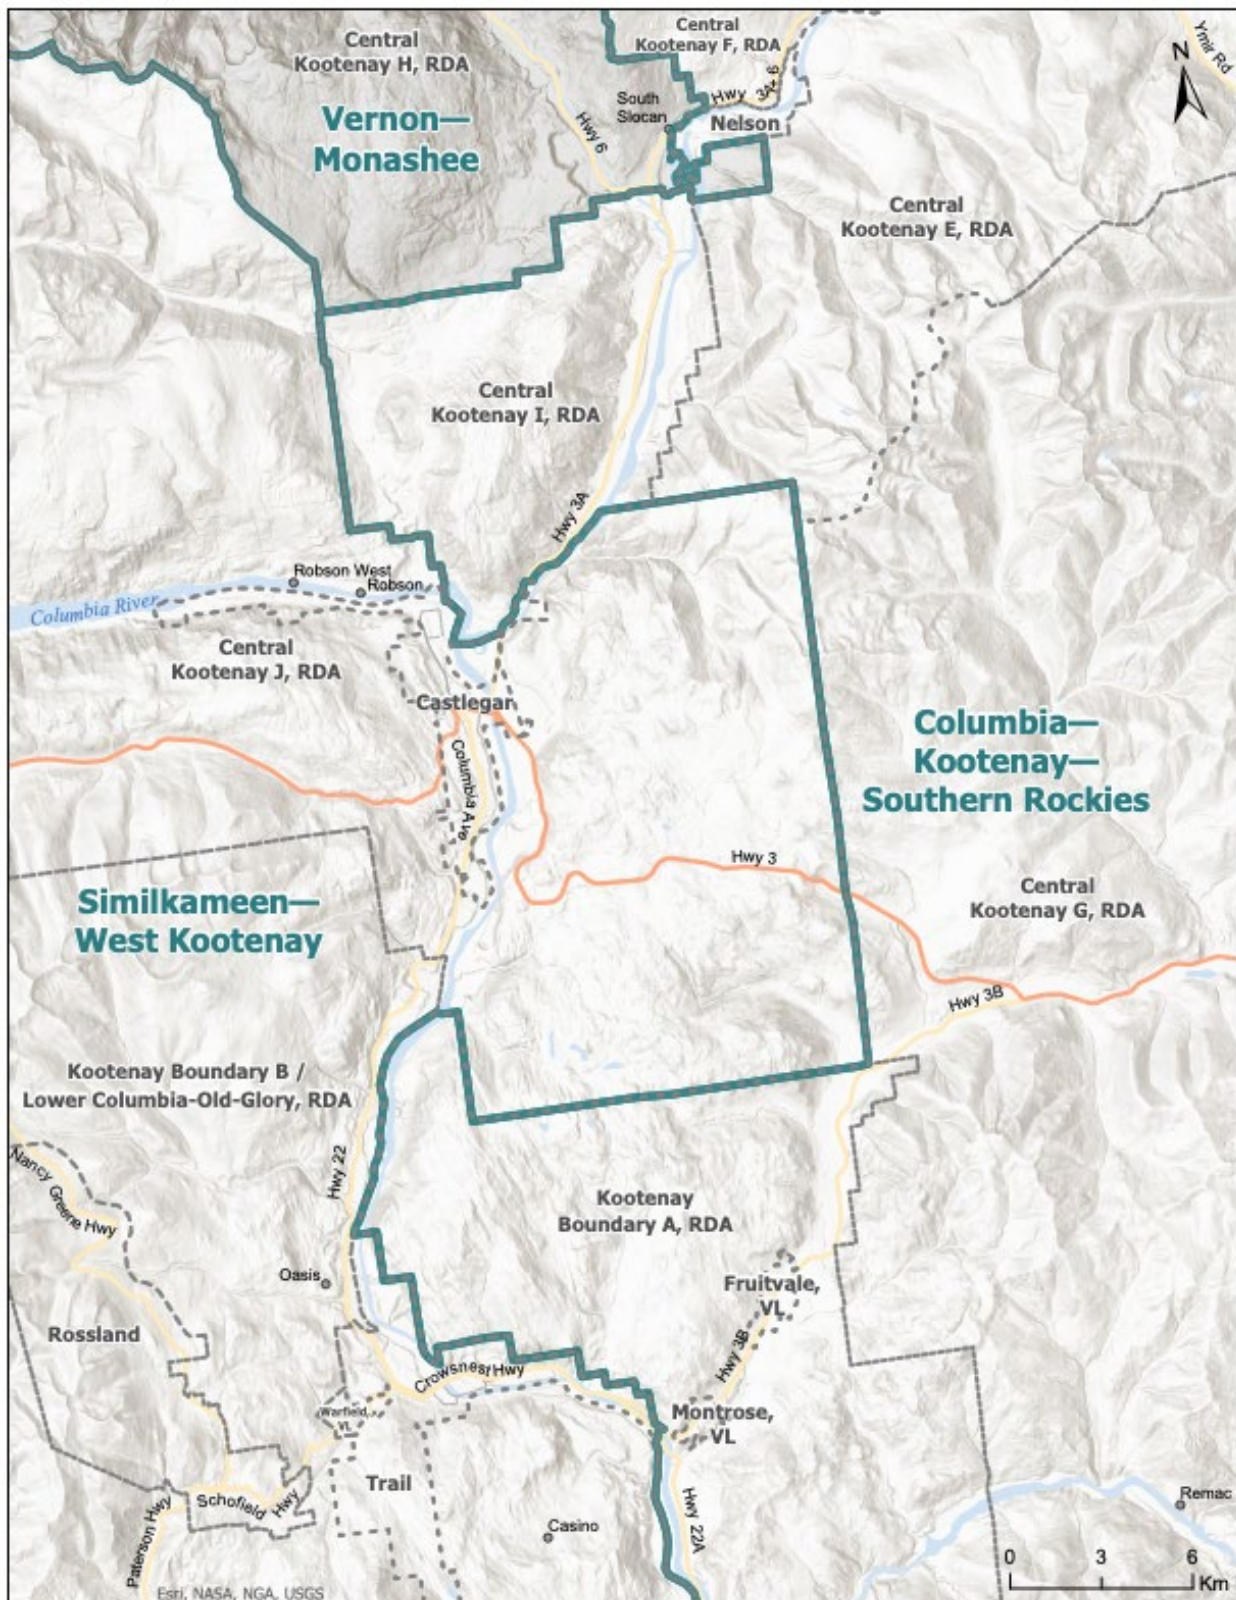 Central
Kootenay H, RDA
Central
Kootenay F, RDA
Ymir Rd
N
Vernon—
Monashee
South
Slocan
Hwy 3A- 6
Nelson
Hwy 6
Central
Kootenay E, RDA
Central
Kootenay I, RDA
Hwy 3A
Robson West
Robson
Columbia River
Central
Kootenay J, RDA
Castlegar
Columbia Ave
Columbia—
Kootenay—
Southern Rockies
Hwy 3
Central
Kootenay G, RDA
Similkameen—
West Kootenay
Hwy 3B
Kootenay Boundary B /
Lower Columbia-Old-Glory, RDA
Nancy Greene Hwy
Hwy 22
Kootenay
Boundary A, RDA
Oasis
Fruitvale,
VL
Rossland
Hwy 3B
Crowsnest Hwy
Warfield,
VL
Montrose,
VL
Trail
Schofield Hwy
Paterson Hwy
Casino
Hwy 22A
Remac
0 3 6
Km
Esri, NASA, NGA, USGS